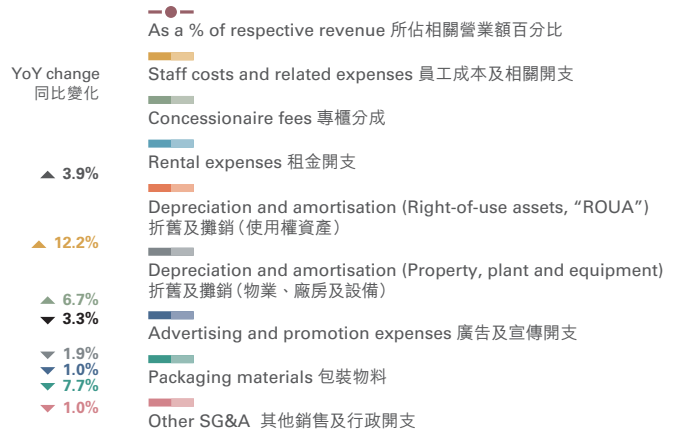 As a % of respective revenue 所佔相關營業額百分比
Staff costs and related expenses 員工成本及相關開支
YoY change
同比變化
Concessionaire fees 專櫃分成
Rental expenses 租金開支
▲ 3.9%
Depreciation and amortisation (Right-of-use assets, “ROUA”)
折舊及攤銷(使用權資產)
▲ 12.2%
Depreciation and amortisation (Property, plant and equipment)
折舊及攤銷(物業、廠房及設備)
▲ 6.7%
▼ 3.3%
Advertising and promotion expenses 廣告及宣傳開支
▼ 1.9%
▼ 1.0%
▼ 7.7%
Packaging materials 包裝物料
▼ 1.0%
Other SG&A 其他銷售及行政開支